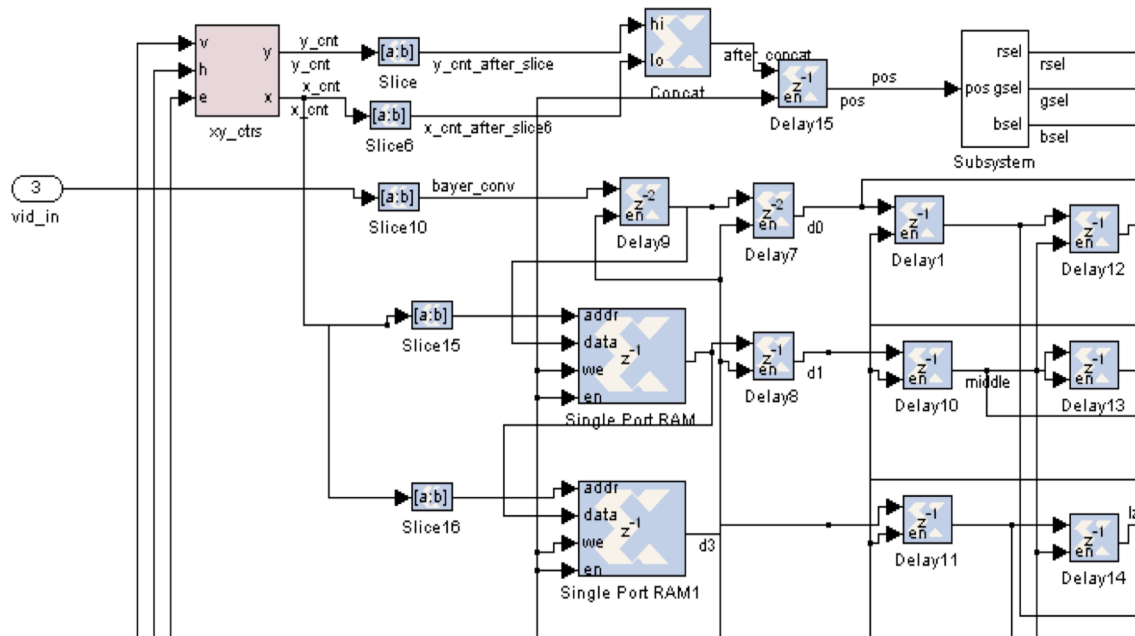 v
h
e
y
x
xy_ctrs
y_cnt
y_cnt
x_cnt
x_cnt
[a:b]
Slice
y_cnt_after_slice
[a:b]
Slice6
x_cnt_after_slice6
hi
lo
Concat
after_concat
z-1
en
Delay15
pos
pos
pos
rsel
gsel
bsel
Subsystem
rsel
gsel
bsel
3
vid_in
[a:b]
Slice10
bayer_conv
z-2
en
Delay9
z-2
en
Delay7
d0
z-1
en
Delay1
z-1
en
Delay12
[a:b]
Slice15
addr
data
we
en
z-1
Single Port RAM
z-1
en
Delay8
d1
z-1
en
Delay10
middle
z-1
en
Delay13
[a:b]
Slice16
addr
data
we
en
z-1
Single Port RAM1
d3
z-1
en
Delay11
z-1
en
Delay14